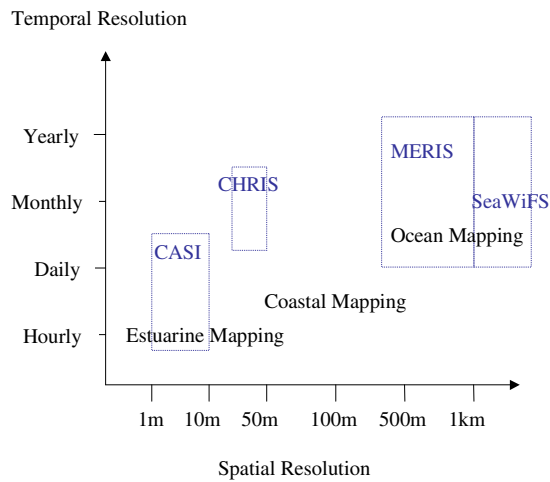 Temporal Resolution
Yearly
MERIS
CHRIS
Monthly
SeaWiFS
Ocean Mapping
CASI
Daily
Coastal Mapping
Hourly
Estuarine Mapping
1m 10m 50m 100m 500m 1km
Spatial Resolution